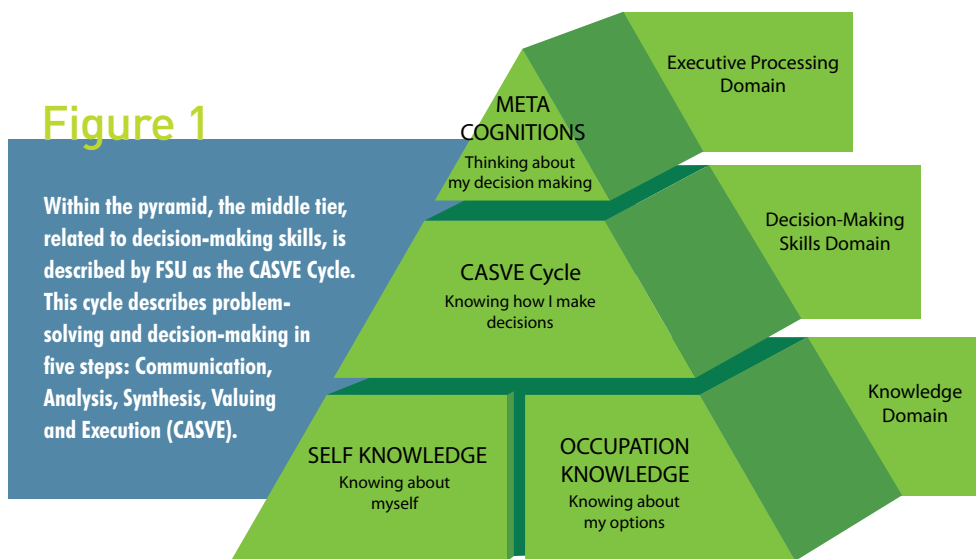 Figure 1
Within the pyramid, the middle tier,
related to decision-making skills, is
described by FSU as the CASVE Cycle.
This cycle describes problem-
solving and decision-making in
five steps: Communication,
Analysis, Synthesis, Valuing
and Execution (CASVE).
META
COGNITIONS
Thinking about
my decision making
Executive Processing
Domain
CASVE Cycle
Knowing how I make
decisions
Decision-Making
Skills Domain
SELF KNOWLEDGE
Knowing about
myself
OCCUPATION
KNOWLEDGE
Knowing about
my options
Knowledge
Domain